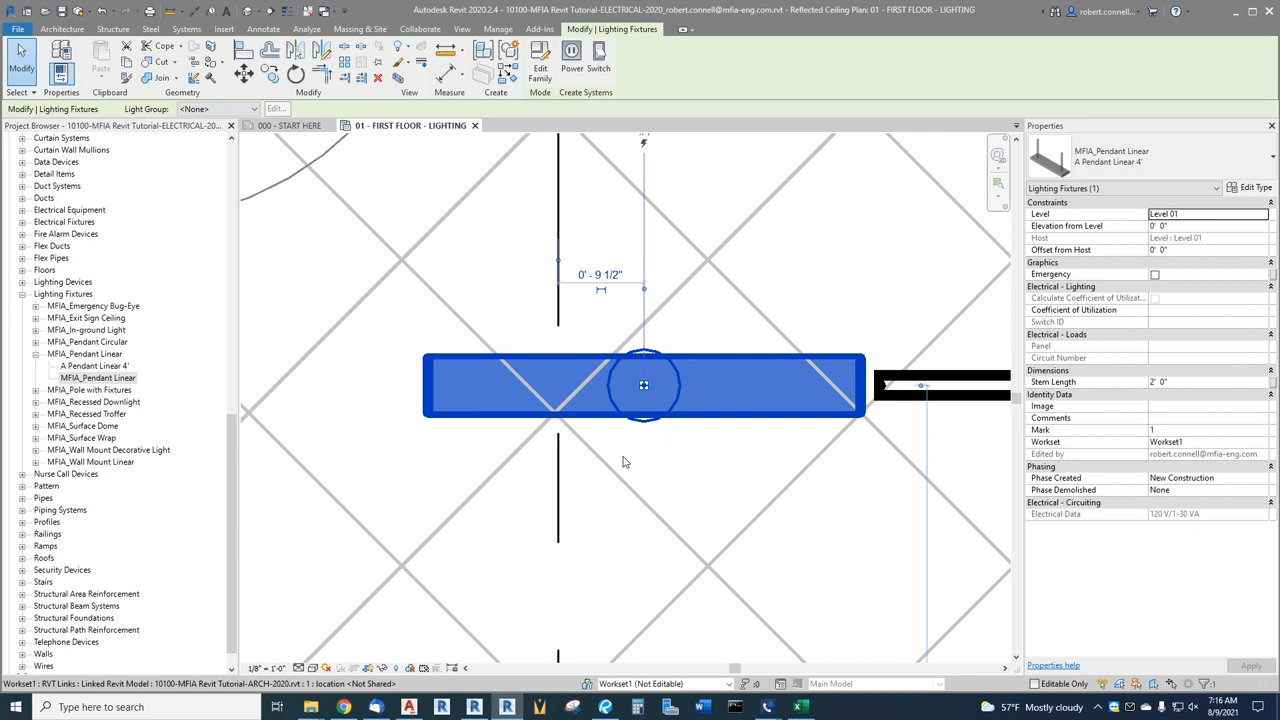 Autodesk Revit 2020.2.4 - 10100-MFIA Revit Tutorial-ELECTRICAL-2020_robert.connell@mfia-eng.com.rvt - Reflected Ceiling Plan: 01 - FIRST FLOOR - LIGHTING
robert.connell...
File Architecture Structure Steel Systems Insert Annotate Analyze Massing & Site Collaborate View Manage Add-Ins Modify | Lighting Fixtures
Modify
Properties
Paste
Cope
Cut
Join
Edit
Family
Power Switch
Select Properties Clipboard Geometry Modify View Measure Create Mode Create Systems
Modify | Lighting Fixtures Light Group: <None> Edit...
Project Browser - 10100-MFIA Revit Tutorial-ELECTRICAL-20...
000 - START HERE
01 - FIRST FLOOR - LIGHTING
Properties
Curtain Systems
Curtain Wall Mullions
Data Devices
Detail Items
Duct Systems
Ducts
Electrical Equipment
Electrical Fixtures
Fire Alarm Devices
Flex Ducts
Flex Pipes
Floors
Lighting Devices
Lighting Fixtures
MFIA_Emergency Bug-Eye
MFIA_Exit Sign Ceiling
MFIA_In-ground Light
MFIA_Pendant Circular
MFIA_Pendant Linear
A Pendant Linear 4'
MFIA_Pendant Linear
MFIA_Pole with Fixtures
MFIA_Recessed Downlight
MFIA_Recessed Troffer
MFIA_Surface Dome
MFIA_Surface Wrap
MFIA_Wall Mount Decorative Light
MFIA_Wall Mount Linear
Nurse Call Devices
Pattern
Pipes
Piping Systems
Profiles
Railings
Ramps
Roofs
Security Devices
Stairs
Structural Area Reinforcement
Structural Beam Systems
Structural Foundations
Structural Path Reinforcement
Telephone Devices
Walls
Wires
0' - 9 1/2"
MFIA_Pendant Linear
A Pendant Linear 4'
Lighting Fixtures (1) Edit Type
Constraints
Level Level 01
Elevation from Level 0' 0"
Host Level : Level 01
Offset from Host 0' 0"
Graphics
Emergency
Electrical - Lighting
Calculate Coefficient of Utilizat...
Coefficient of Utilization
Switch ID
Electrical - Loads
Panel
Circuit Number
Dimensions
Stem Length 2' 0"
Identity Data
Image
Comments
Mark 1
Workset Workset1
Edited by robert.connell@mfia-eng.com
Phasing
Phase Created New Construction
Phase Demolished None
Electrical - Circuiting
Electrical Data 120 V/1-30 VA
Properties help Apply
1/8" = 1'-0"
Workset1 : RVT Links : Linked Revit Model : 10100-MFIA Revit Tutorial-ARCH-2020.rvt : 1 : location <Not Shared>
Workset1 (Not Editable)
:0
Main Model
Editable Only
:1
Type here to search
57°F Mostly cloudy
7:16 AM
8/9/2021